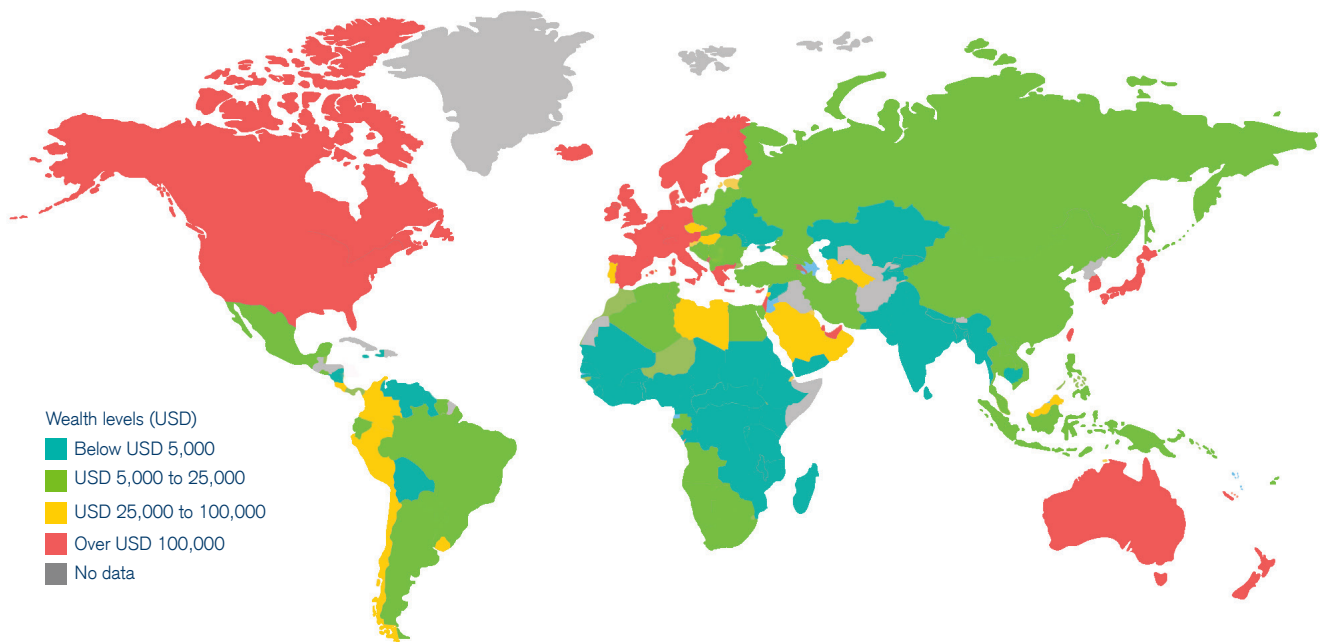 Wealth levels (USD)
Below USD 5,000
USD 5,000 to 25,000
USD 25,000 to 100,000
Over USD 100,000
No data